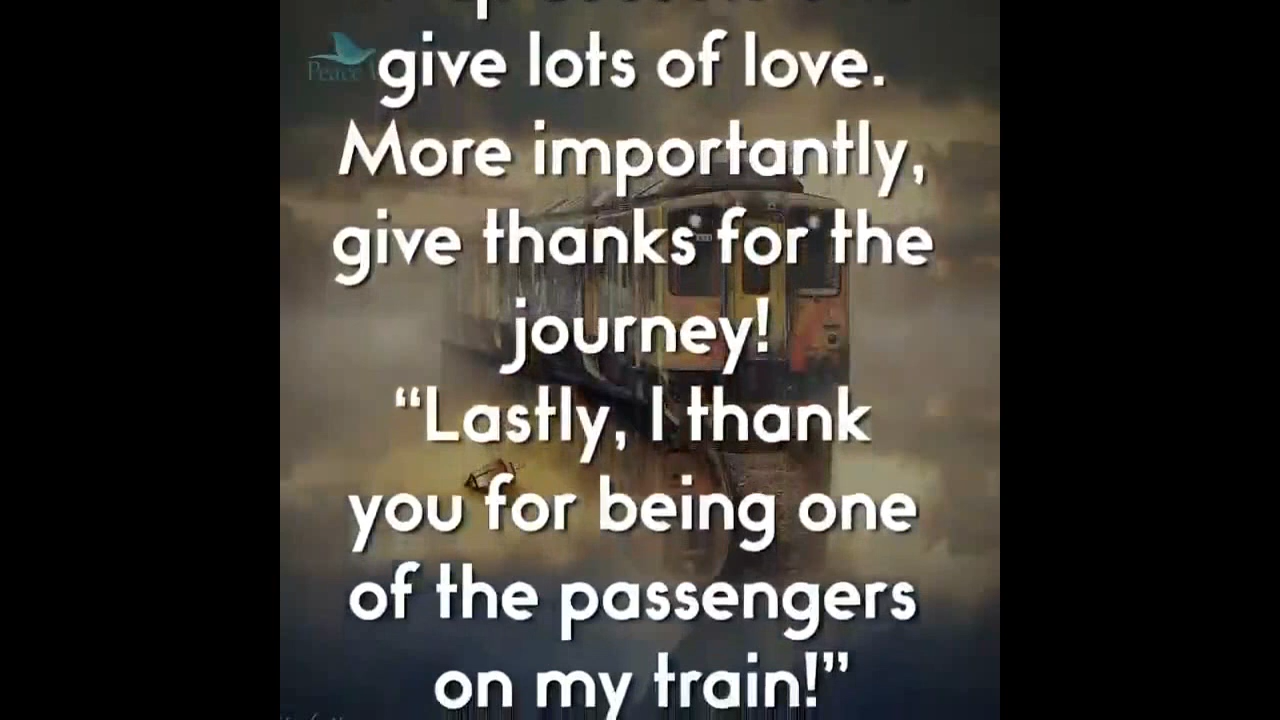 give lots of love.
Peace
More importantly,
give thanks for the
journey!
“Lastly, I thank
you for being one
of the passengers
on my train!”